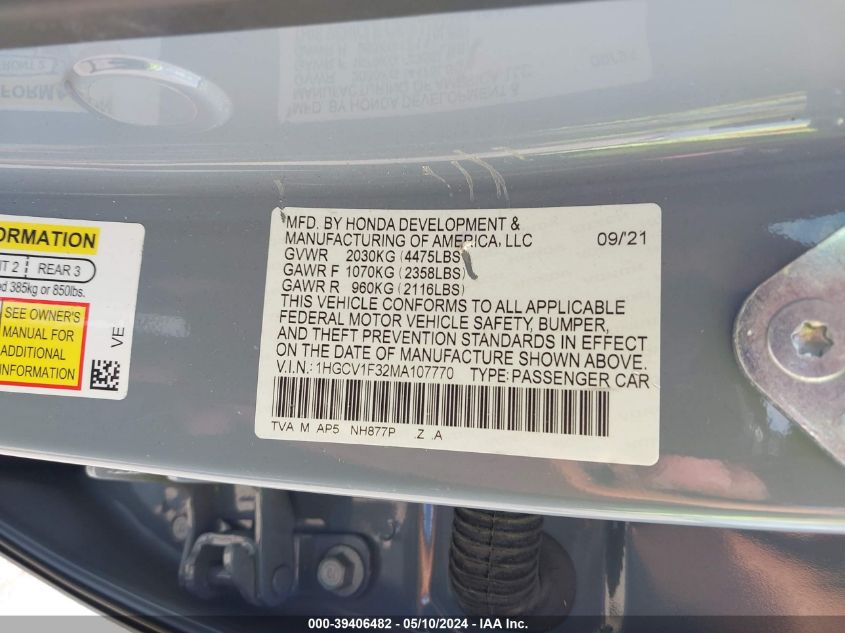 MFD. BY HONDA DEVELOPMENT &
MANUFACTURING OF AMERICA, LLC 09/'21
GVWR 2030KG (4475LBS)
GAWR F 1070KG (2358LBS)
GAWR R 960KG (2116LBS)
THIS VEHICLE CONFORMS TO ALL APPLICABLE
FEDERAL MOTOR VEHICLE SAFETY, BUMPER,
AND THEFT PREVENTION STANDARDS IN EFFECT
ON THE DATE OF MANUFACTURE SHOWN ABOVE.
V.I.N.: 1HGCV1F32MA107770 TYPE: PASSENGER CAR
TVA M AP5 NH877P .Z .A
ORMATION
T 2 REAR 3
d 385kg or 850lbs.
SEE OWNER'S
MANUAL FOR
ADDITIONAL
INFORMATION
VE
000-39406482 - 05/10/2024 - IAA Inc.